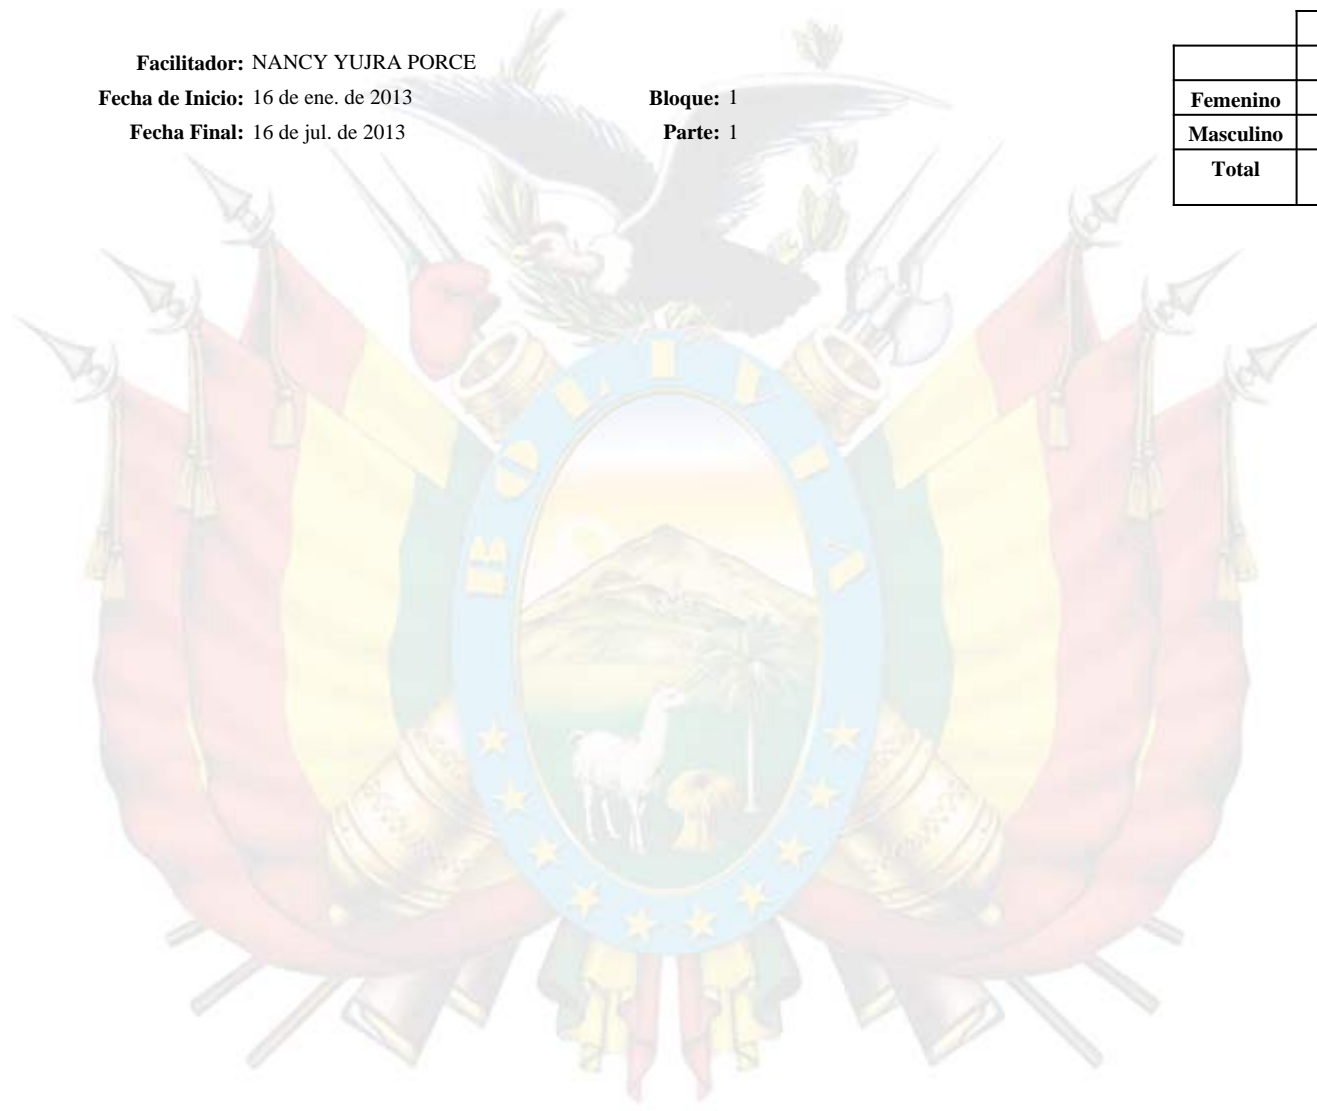 Facilitador: NANCY YUJRA PORCE
Fecha de Inicio: 16 de ene. de 2013 Bloque: 1
Fecha Final: 16 de jul. de 2013 Parte: 1
Femenino
Masculino
Total
BOLIVIA